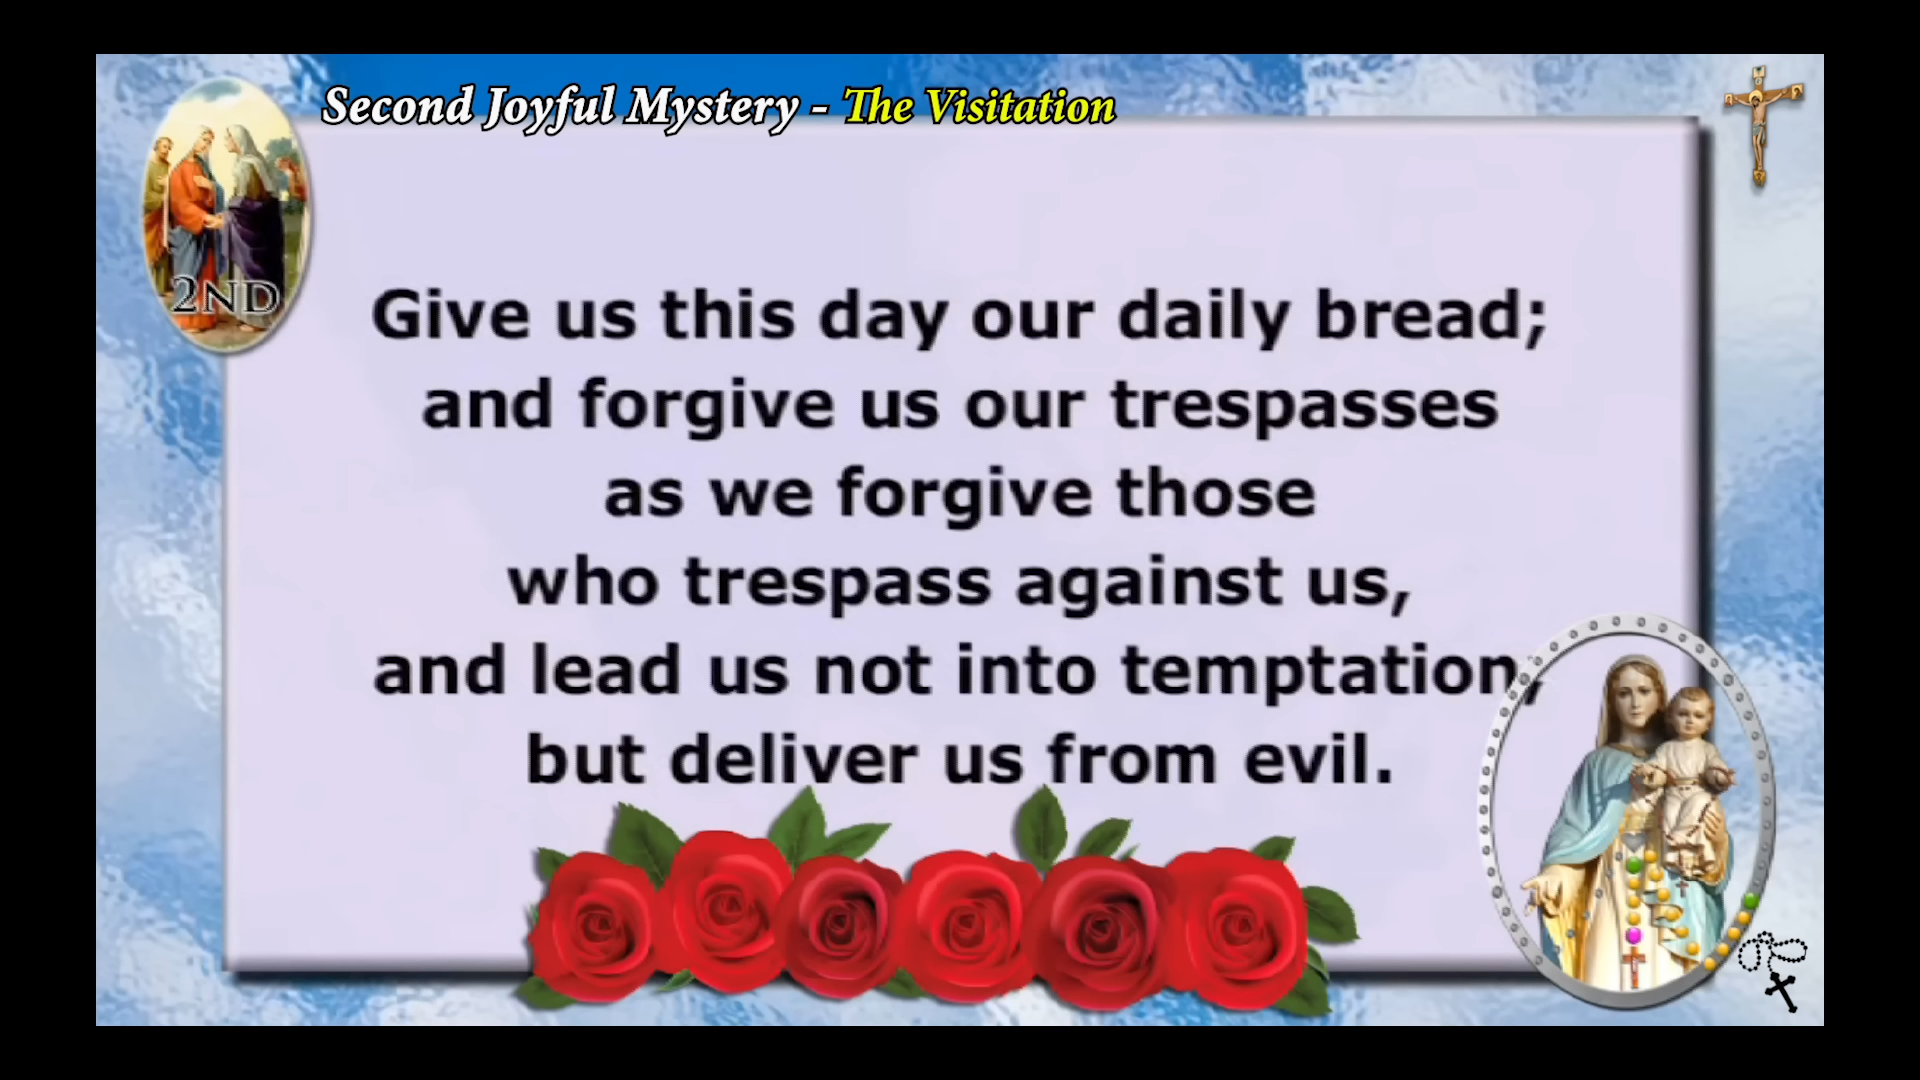 Second Joyful Mystery - The Visitation
2ND
Give us this day our daily bread;
and forgive us our trespasses
as we forgive those
who trespass against us,
and lead us not into temptation,
but deliver us from evil.